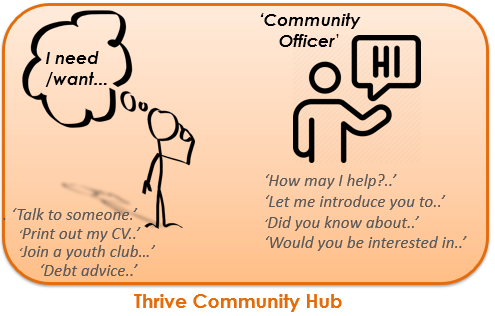 I need
/want...
‘Community
Officer’
HI
. ‘Talk to someone.’
‘Print out my CV..’
‘Join a youth club…’
‘Debt advice..’
‘How may I help?..’
‘Let me introduce you to..’
‘Did you know about..’
‘Would you be interested in..’
Thrive Community Hub